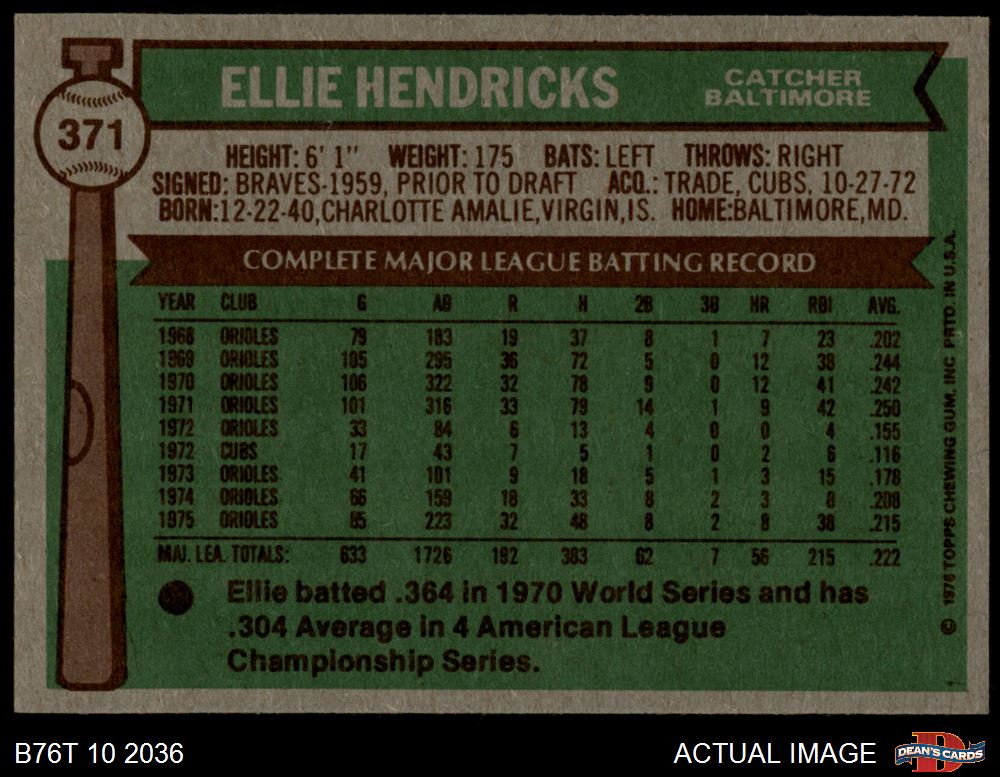 371
ELLIE HENDRICKS
CATCHER
BALTIMORE
HEIGHT: 6' 1" WEIGHT: 175 BATS: LEFT THROWS: RIGHT
SIGNED: BRAVES-1959, PRIOR TO DRAFT ACQ.: TRADE, CUBS, 10-27-72
BORN:12-22-40,CHARLOTTE AMALIE,VIRGIN,IS. HOME:BALTIMORE,MD.
COMPLETE MAJOR LEAGUE BATTING RECORD
YEAR CLUB G AB R H 2B 3B HR RBI AVG.
1968 ORIOLES 79 183 19 37 8 1 7 23 .202
1969 ORIOLES 105 295 36 72 5 0 12 38 .244
1970 ORIOLES 106 322 32 78 9 0 12 41 .242
1971 ORIOLES 101 316 33 79 14 1 9 42 .250
1972 ORIOLES 33 84 6 13 4 0 0 4 .155
1972 CUBS 17 43 7 5 1 0 2 6 .116
1973 ORIOLES 41 101 9 18 5 1 3 15 .178
1974 ORIOLES 66 159 18 33 8 2 3 8 .208
1975 ORIOLES 85 223 32 48 8 2 8 38 .215
MAJ. LEA. TOTALS: 633 1726 192 383 62 7 56 215 .222
Ellie batted .364 in 1970 World Series and has
.304 Average in 4 American League
Championship Series.
© 1976 TOPPS CHEWING GUM, INC PRTD. IN U.S.A.
B76T 10 2036
ACTUAL IMAGE
D
DEAN'S CARDS